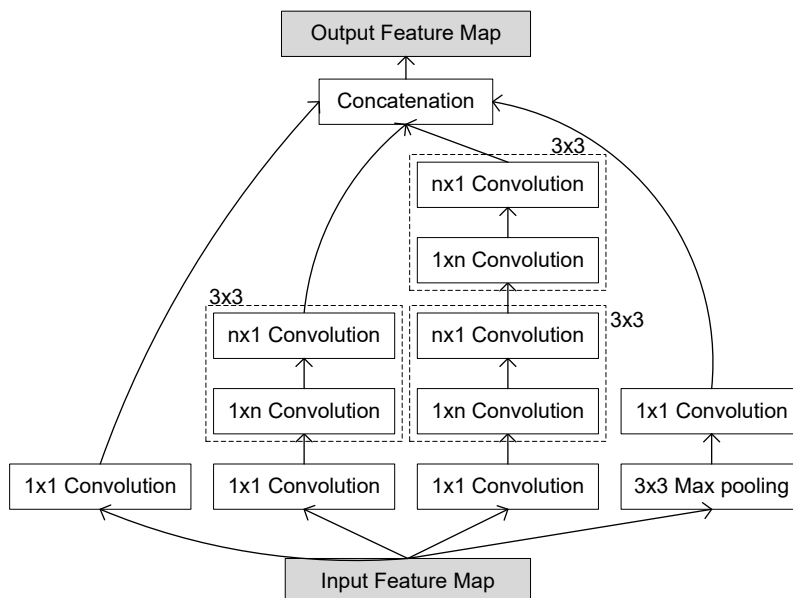 Output Feature Map
Concatenation
3x3
nx1 Convolution
1xn Convolution
3x3
nx1 Convolution
nx1 Convolution
3x3
1xn Convolution
1xn Convolution
1x1 Convolution
1x1 Convolution
1x1 Convolution
1x1 Convolution
3x3 Max pooling
Input Feature Map